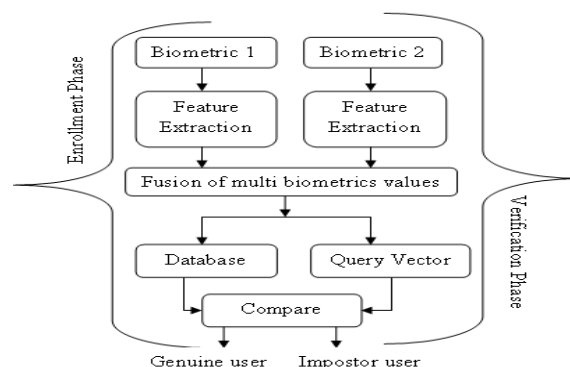 Enrollment Phase
Biometric 1
Biometric 2
Feature
Extraction
Feature
Extraction
Fusion of multi biometrics values
Verification Phase
Database
Query Vector
Compare
Genuine user
Impostor user